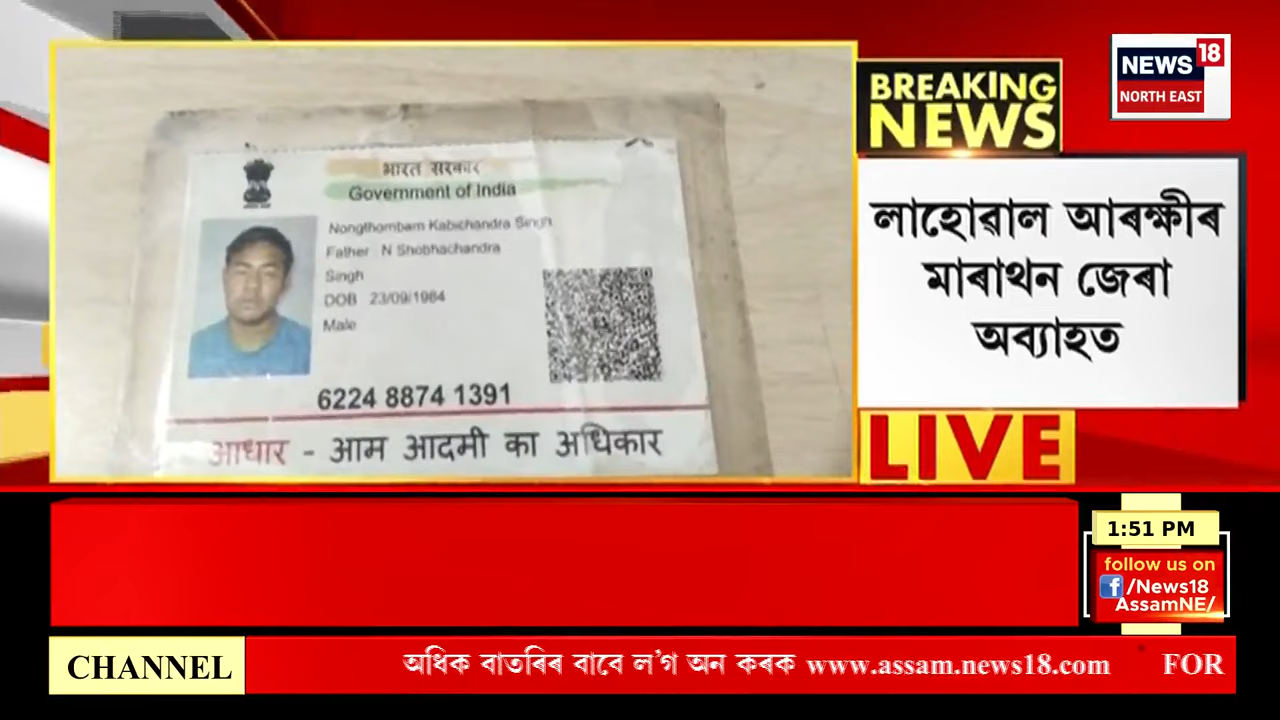 भारत सरकार
Government of India
Nongthombam Kabichandra Singh
Father : N Shobhachandra
Singh
DOB 23/09/1984
Male
6224 8874 1391
आधार - आम आदमी का अधिकार
NEWS 18
NORTH EAST
BREAKING
NEWS
লাহোৱাল আৰক্ষীৰ
মাৰাথন জেৰা
অব্যাহত
LIVE
1:51 PM
follow us on
f /News18
AssamNE/
CHANNEL
অধিক বাতৰিৰ বাবে ল'গ অন কৰক www.assam.news18.com FOR